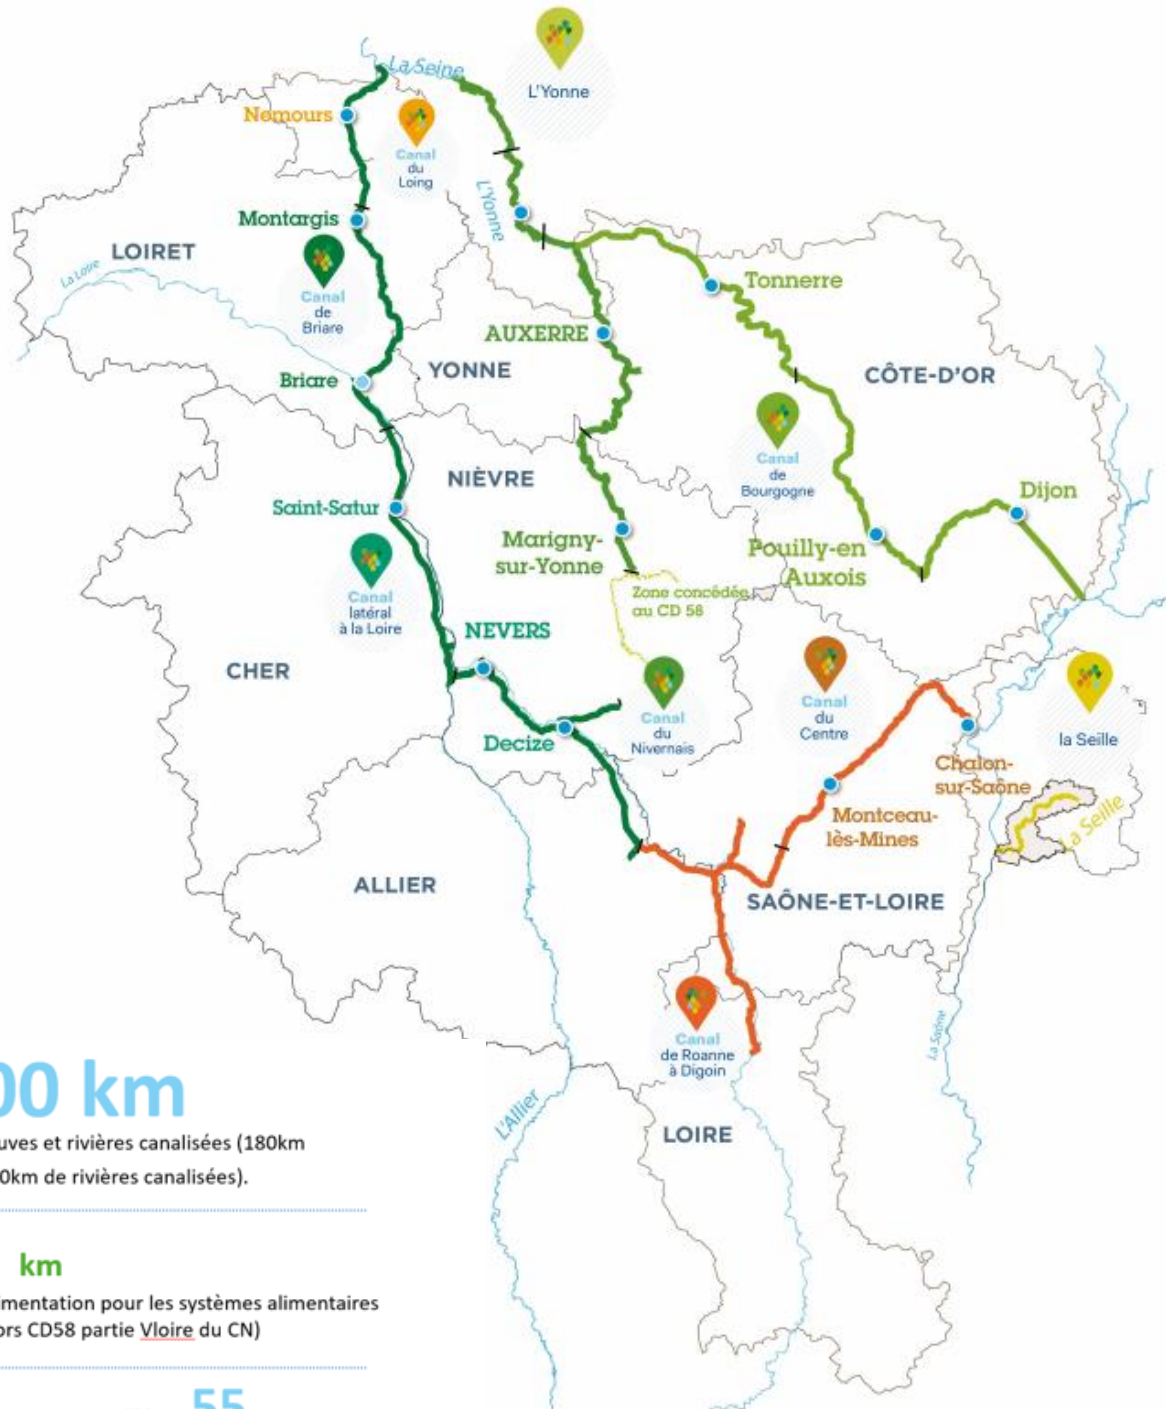 La Seine
L'Yonne
Nemours
Canal
du
Loing
L'Yonne
Montargis
LOIRET
La Loire
Canal
de
Briare
Tonnerre
AUXERRE
YONNE
CÔTE-D'OR
Briare
Canal
de
Bourgogne
NIÈVRE
Saint-Satur
Dijon
Marigny-
sur-Yonne
Pouilly-en
Auxois
Canal
latéral
à la Loire
Zone concédée
au CD 58
NEVERS
CHER
Canal
du
Centre
Canal
du
Nivernais
Decize
la Seille
Chalon-
sur-Saône
Montceau-
lès-Mines
La Seille
ALLIER
SAÔNE-ET-LOIRE
Canal
de Roanne
à Digoin
La Saône
L'Allier
LOIRE
00 km
uves et rivières canalisées (180km
0km de rivières canalisées).
km
imentation pour les systèmes alimentaires
ors CD58 partie Vloire du CN)
55